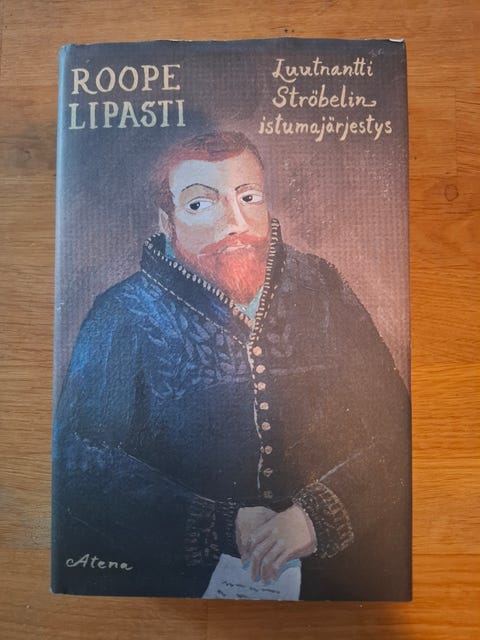 ROOPE
LIPASTI
Luutnantti
Ströbelin
istumajärjestys
Atena